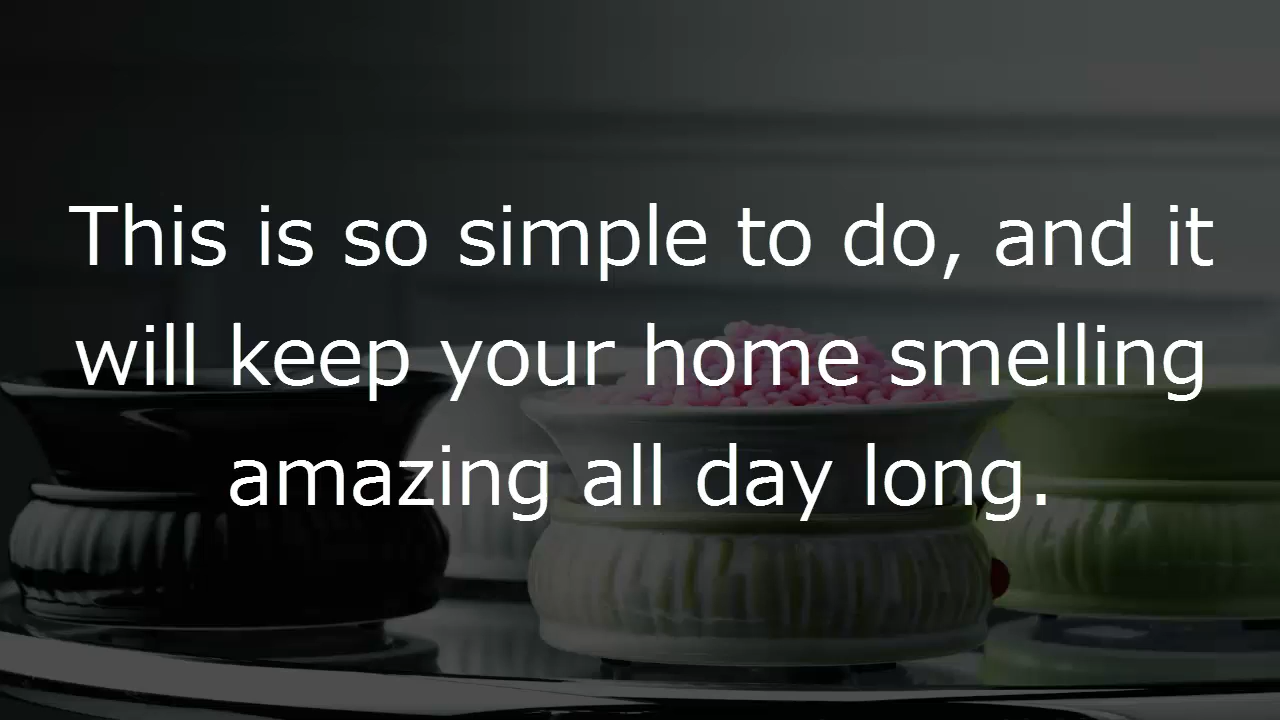 This is so simple to do, and it
will keep your home smelling
amazing all day long.